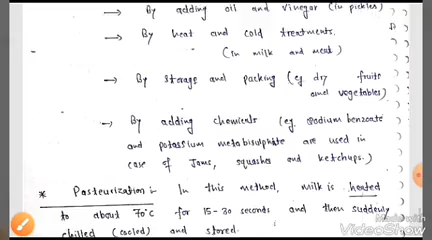 → By adding oil and vinegar (in pickles)
→ By heat and cold treatments.
(in milk and meat)
→ By storage and packing (eg dry fruits
and vegetables)
→ By adding chemicals (eg. Sodium benzoate
and potassium metabisulphate are used in
case of Jams, squashes and ketchups.)
* Pasteurization :- In this method, milk is heated
to about 70°C for 15-30 seconds and then suddenly
chilled (cooled) and stored.
Made with
KINEMASTER